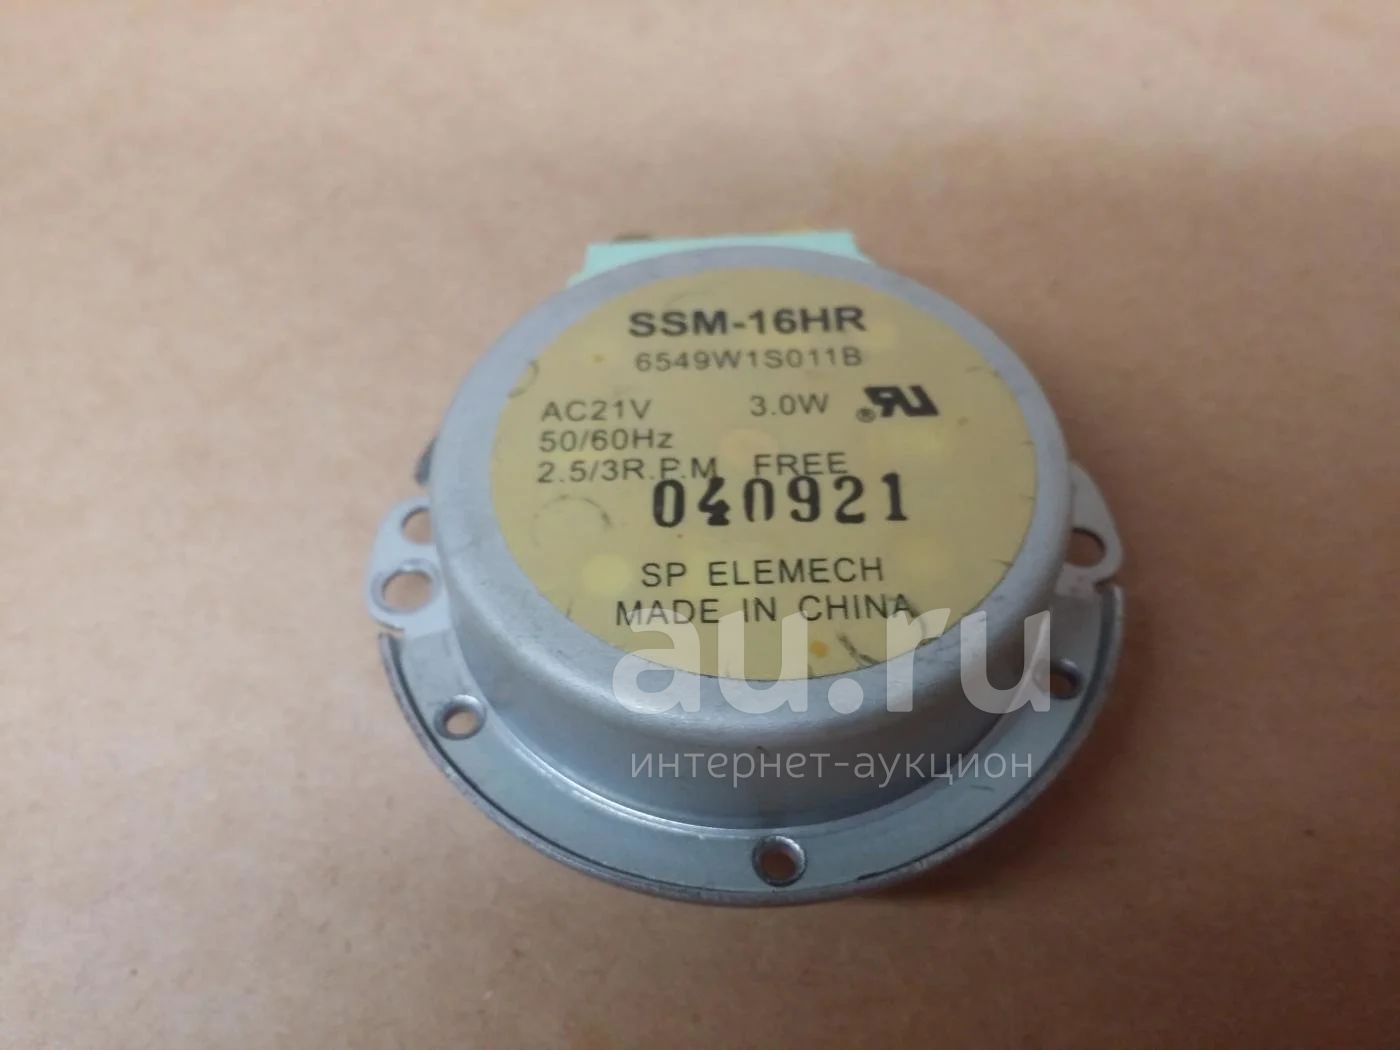 SSM-16HR
6549W1S011B
AC21V 3.0W ® RU
50/60Hz
2.5/3R.P.M FREE
040921
SP ELEMECH
MADE IN CHINA
au.ru
интернет-аукцион